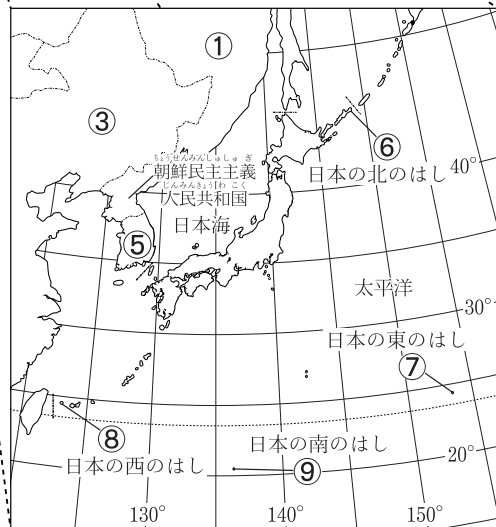 ①
③
ちょうせんみんしゅしゅぎ
朝鮮民主主義
じんみんきょうわこく
人民共和国
⑥
日本の北のはし
40°
日本海
⑤
太平洋
30°
日本の東のはし
⑦
⑧
日本の西のはし
日本の南のはし
⑨
20°
130°
140°
150°